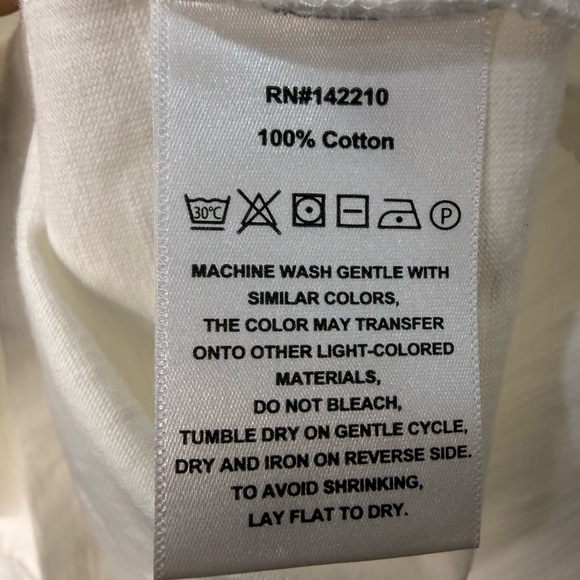 RN#142210
100% Cotton
30°C P
MACHINE WASH GENTLE WITH
SIMILAR COLORS,
THE COLOR MAY TRANSFER
ONTO OTHER LIGHT-COLORED
MATERIALS,
DO NOT BLEACH,
TUMBLE DRY ON GENTLE CYCLE,
DRY AND IRON ON REVERSE SIDE.
TO AVOID SHRINKING,
LAY FLAT TO DRY.